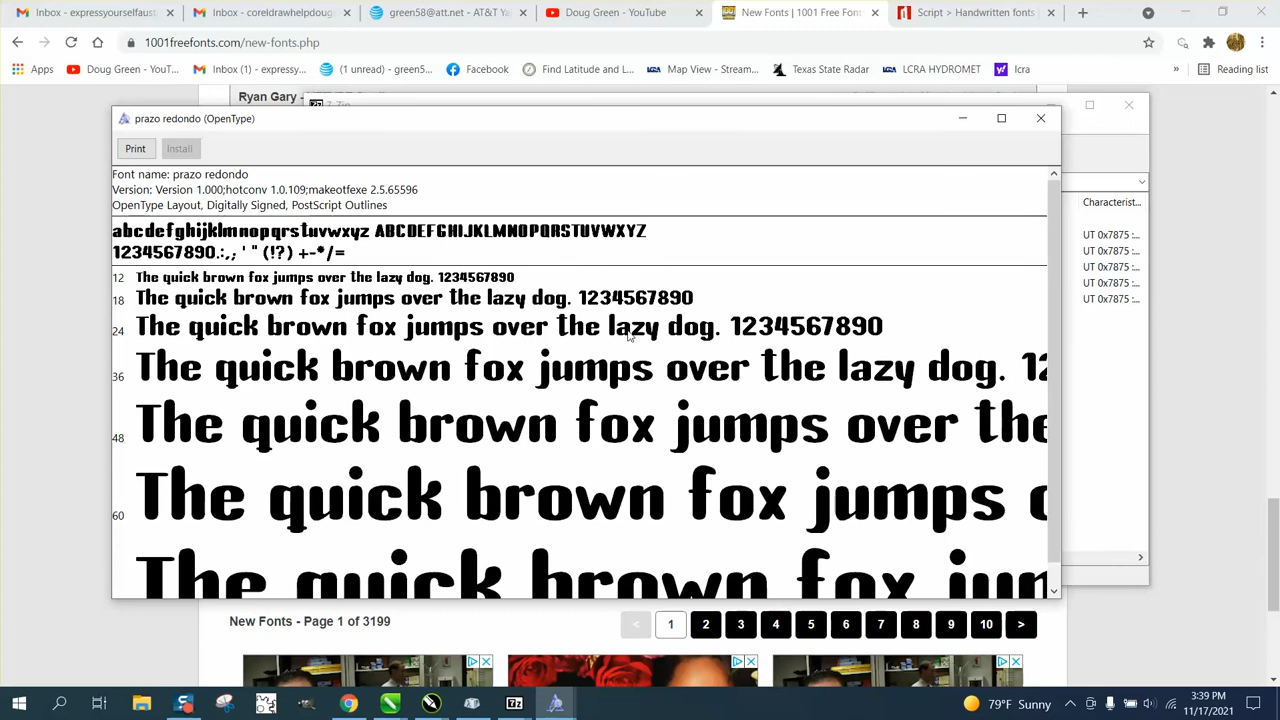 Inbox - expressyourselfaust
Inbox - coreldrawhelpdoug
green58@att.net - AT&T Ya
Doug Green - YouTube
New Fonts | 1001 Free Fon
Script > Handwritten fonts
1001freefonts.com/new-fonts.php
Apps
Doug Green - YouT...
Inbox (1) - expressy...
(1 unread) - green5...
Facebook
Find Latitude and L...
Map View - Stream...
Texas State Radar
LCRA HYDROMET
lcra
»
Reading list
Ryan Gary -
7-Zip
prazo redondo (OpenType)
Print
Install
Font name: prazo redondo
Version: Version 1.000;hotconv 1.0.109;makeotfexe 2.5.65596
OpenType Layout, Digitally Signed, PostScript Outlines
abcdefghijklmnopqrstuvwxyz ABCDEFGHIJKLMNOPQRSTUVWXYZ
1234567890.:,; ' " (!?) +-*/=
12 The quick brown fox jumps over the lazy dog. 1234567890
18 The quick brown fox jumps over the lazy dog. 1234567890
24 The quick brown fox jumps over the lazy dog. 1234567890
36 The quick brown fox jumps over the lazy dog. 12
48 The quick brown fox jumps over the
60 The quick brown fox jumps o
The quick brown fox jum
Characterist...
UT 0x7875 :...
UT 0x7875 :...
UT 0x7875 :...
UT 0x7875 :...
UT 0x7875 :...
New Fonts - Page 1 of 3199
< 1 2 3 4 5 6 7 8 9 10 >
79°F Sunny
3:39 PM
11/17/2021